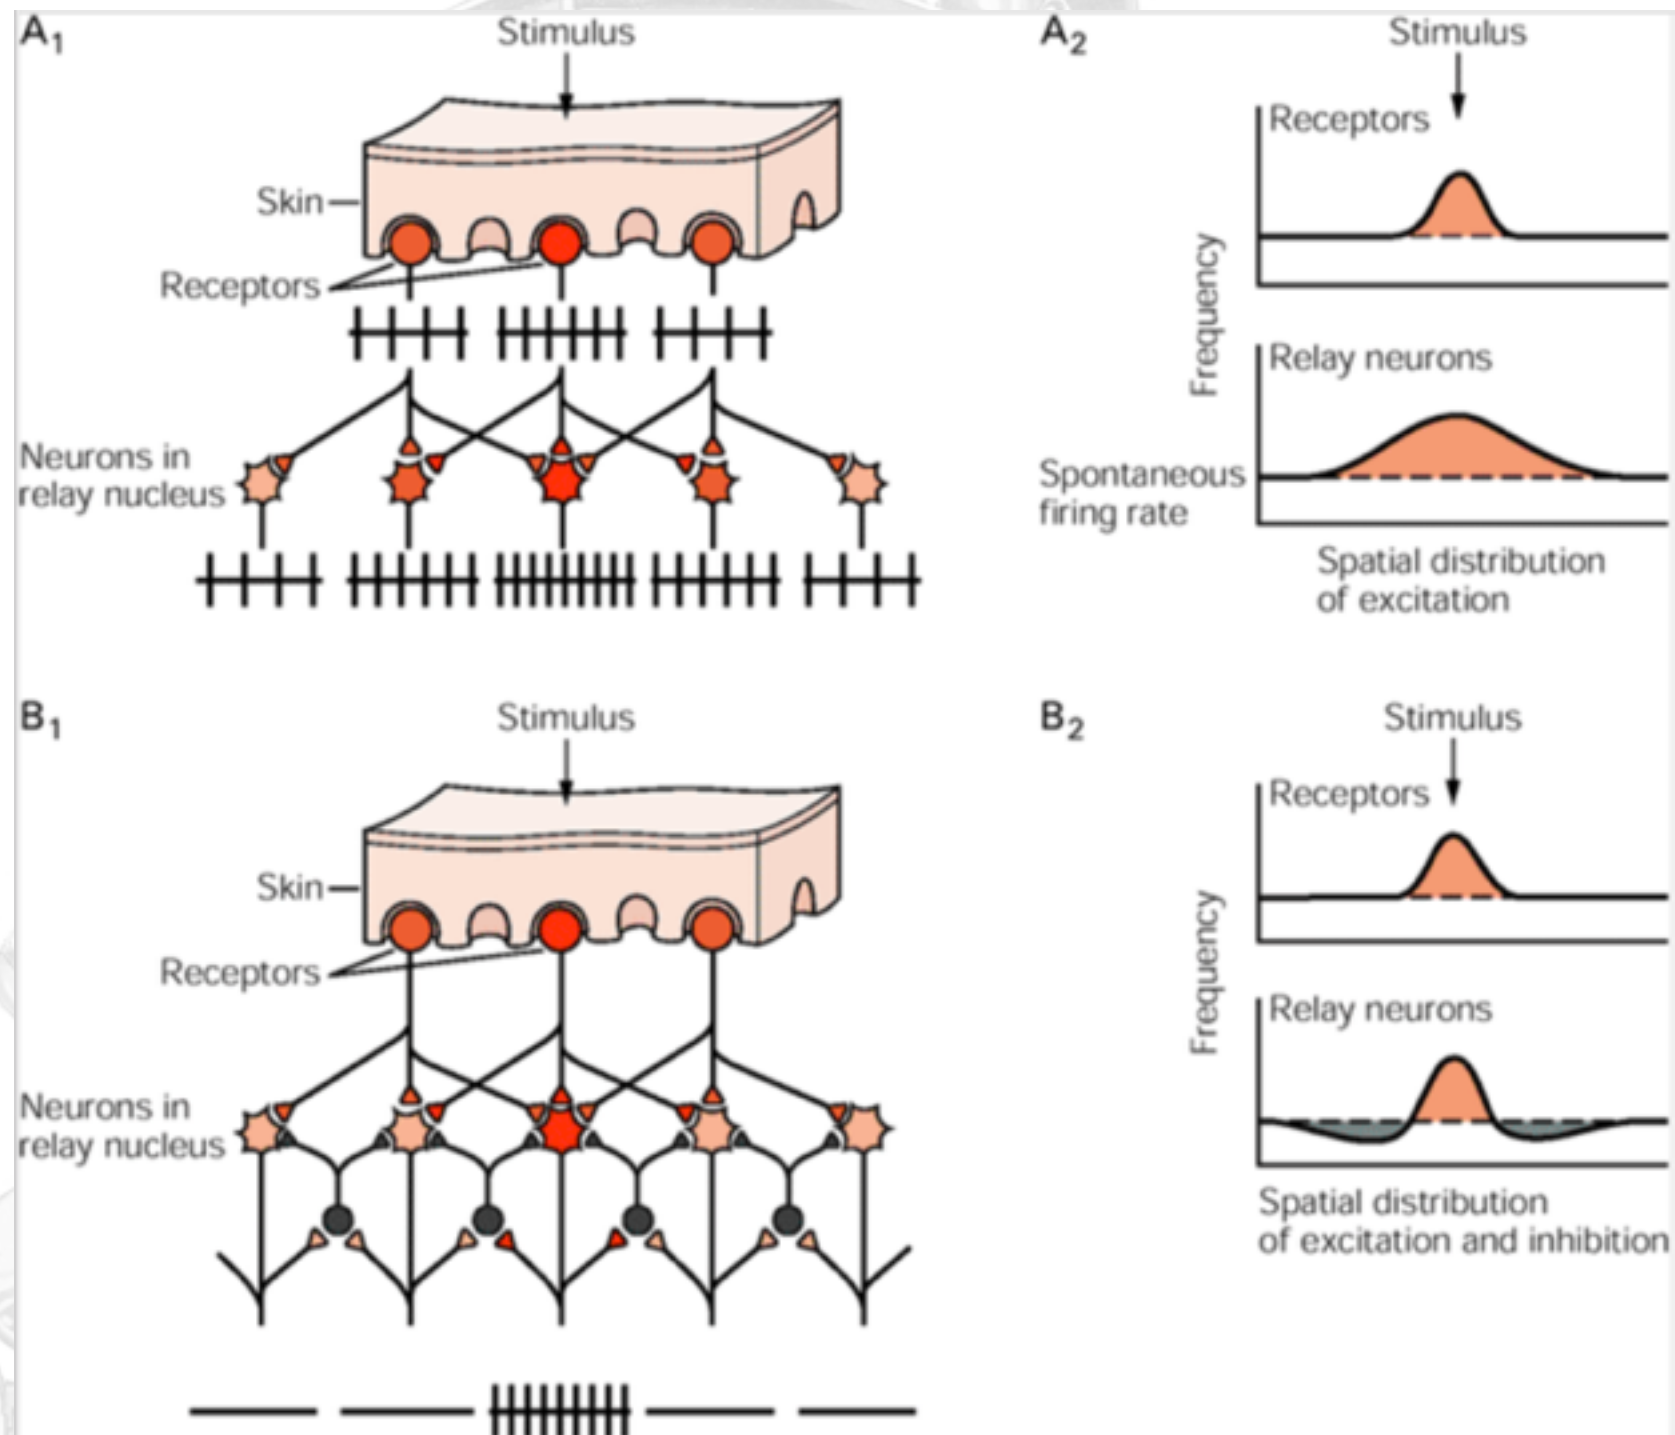 A1
Stimulus
Skin
Receptors
Neurons in
relay nucleus
A2
Stimulus
Receptors
Frequency
Relay neurons
Spontaneous
firing rate
Spatial distribution
of excitation
B1
Stimulus
Skin
Receptors
Neurons in
relay nucleus
B2
Stimulus
Receptors
Frequency
Relay neurons
Spatial distribution
of excitation and inhibition